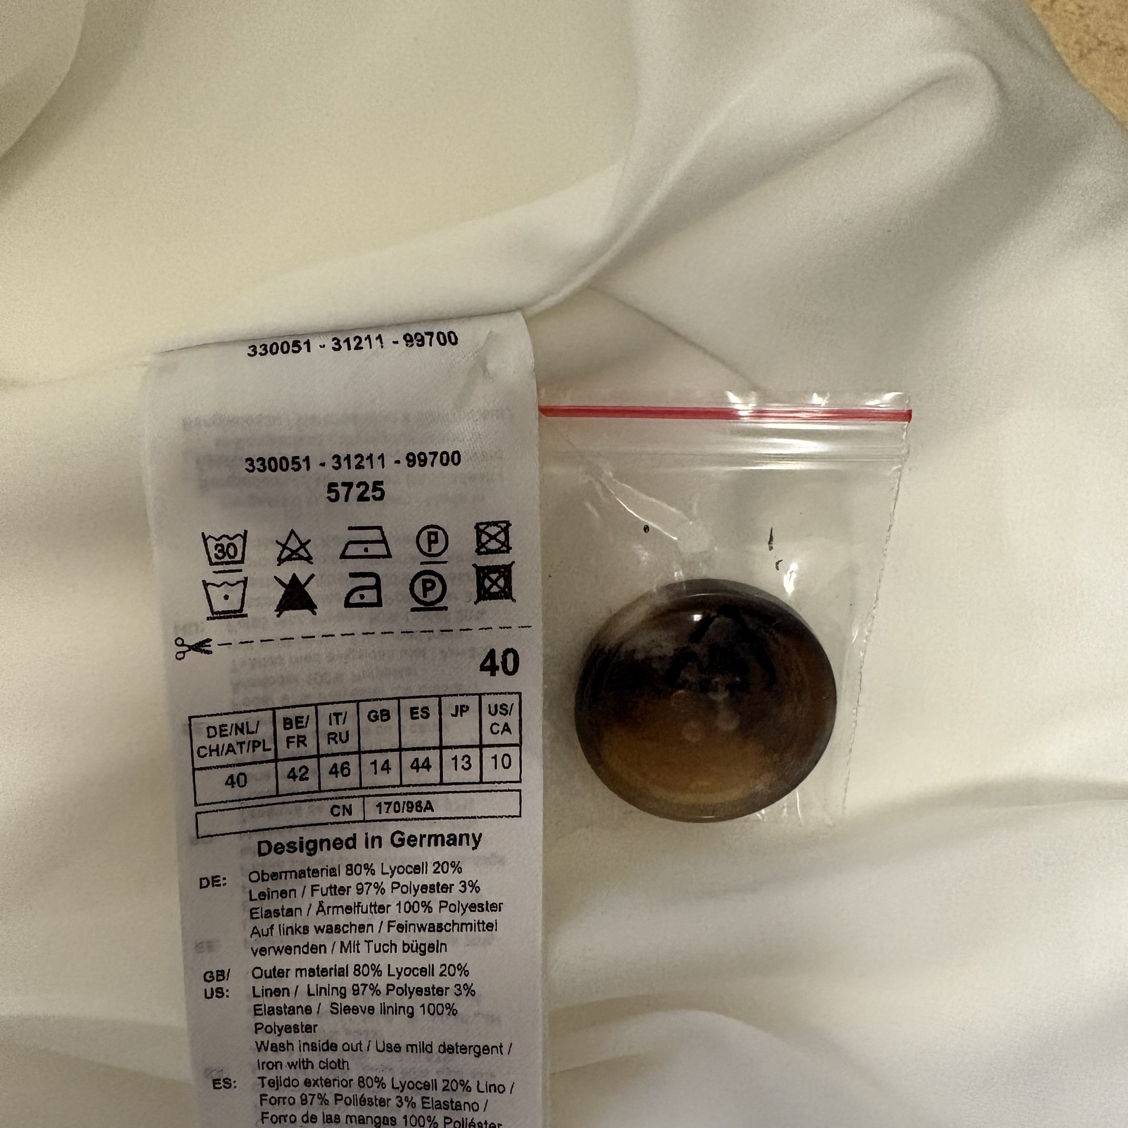 330051 - 31211 - 99700
330051 - 31211 - 99700
5725
30 P
P
40
DE/NL/CH/AT/PL BE/FR IT/RU GB ES JP US/CA
40 42 46 14 44 13 10
CN 170/96A
Designed in Germany
DE: Obermaterial 80% Lyocell 20%
Leinen / Futter 97% Polyester 3%
Elastan / Ärmelfutter 100% Polyester
Auf links waschen / Feinwaschmittel
verwenden / Mit Tuch bügeln
GB/US: Outer material 80% Lyocell 20%
Linen / Lining 97% Polyester 3%
Elastane / Sleeve lining 100%
Polyester
Wash inside out / Use mild detergent /
Iron with cloth
ES: Tejido exterior 80% Lyocell 20% Lino /
Forro 97% Poliéster 3% Elastano /
Forro de las mangas 100% Poliéster